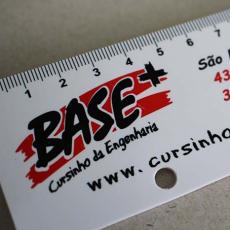 1 2 3 4 5 6 7
BASE+
Cursinho da Engenharia
São
43
3
www.cursinho